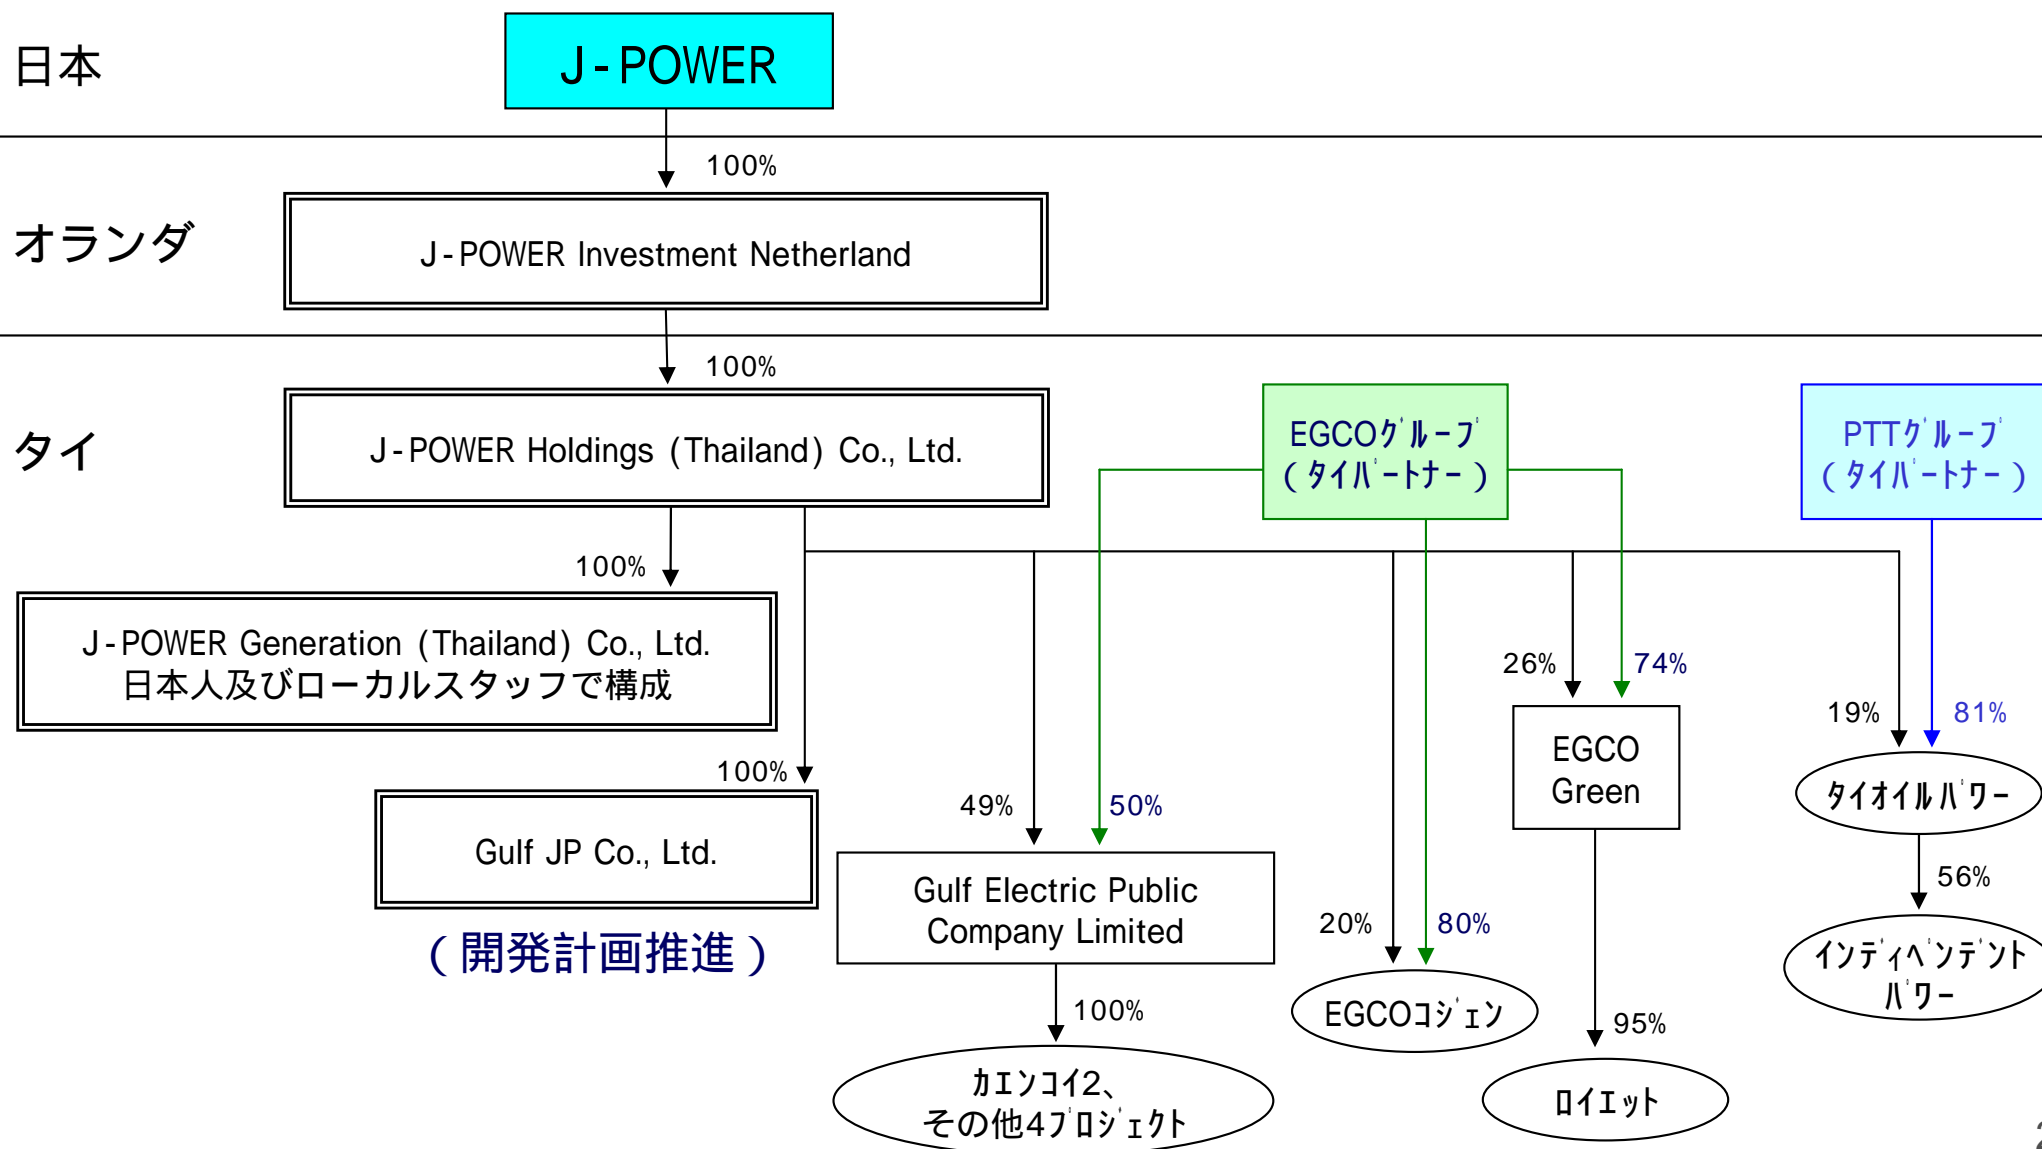 日本
J-POWER
100%
オランダ
J-POWER Investment Netherland
100%
タイ
J-POWER Holdings (Thailand) Co., Ltd.
EGCOグループ
(タイパートナー)
PTTグループ
(タイパートナー)
100%
J-POWER Generation (Thailand) Co., Ltd.
日本人及びローカルスタッフで構成
26%
74%
19%
81%
EGCO
Green
タイオイルパワー
100%
49%
50%
Gulf JP Co., Ltd.
(開発計画推進)
Gulf Electric Public
Company Limited
56%
20%
80%
インディペンデント
パワー
100%
EGCOコジェン
95%
カエンコイ2、
その他4プロジェクト
ロイエット